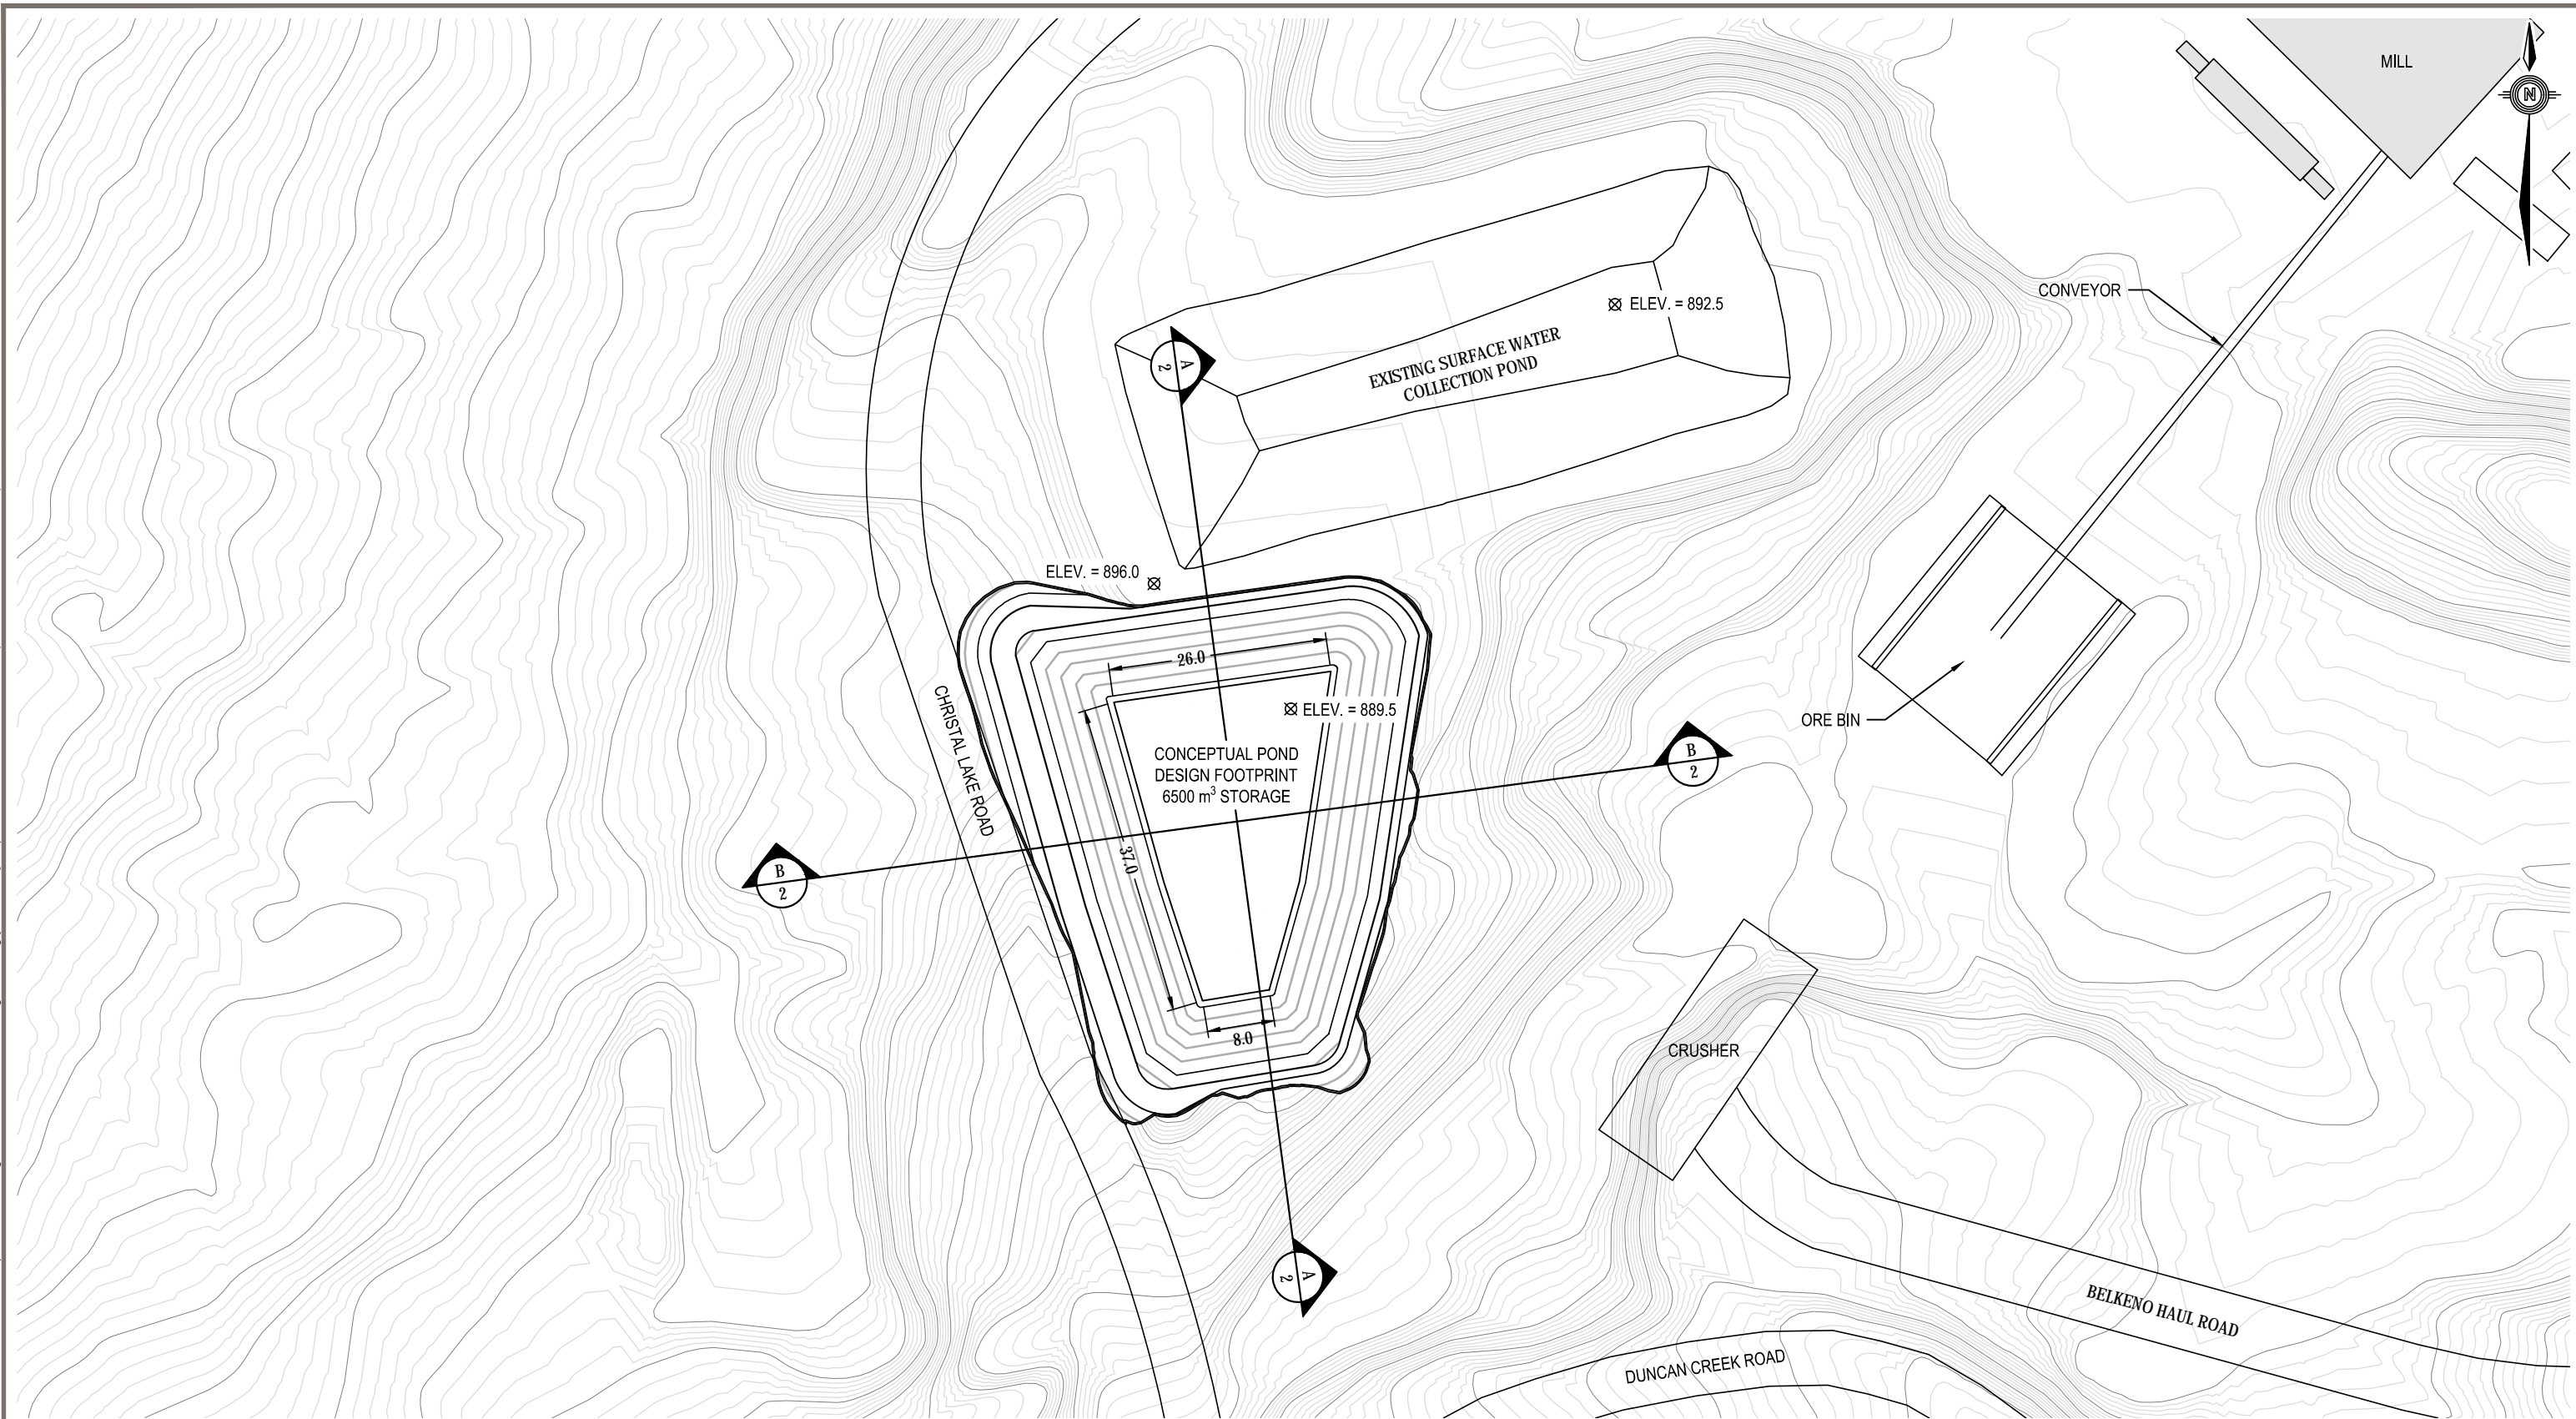 MILL
N
CONVEYOR
ELEV. = 892.5
EXISTING SURFACE WATER
COLLECTION POND
A
2
ELEV. = 896.0
26.0
ELEV. = 889.5
CONCEPTUAL POND
DESIGN FOOTPRINT
6500 m³ STORAGE
CHRISTAL LAKE ROAD
ORE BIN
B
2
B
2
37.0
8.0
CRUSHER
A
2
BELKENO HAUL ROAD
DUNCAN CREEK ROAD